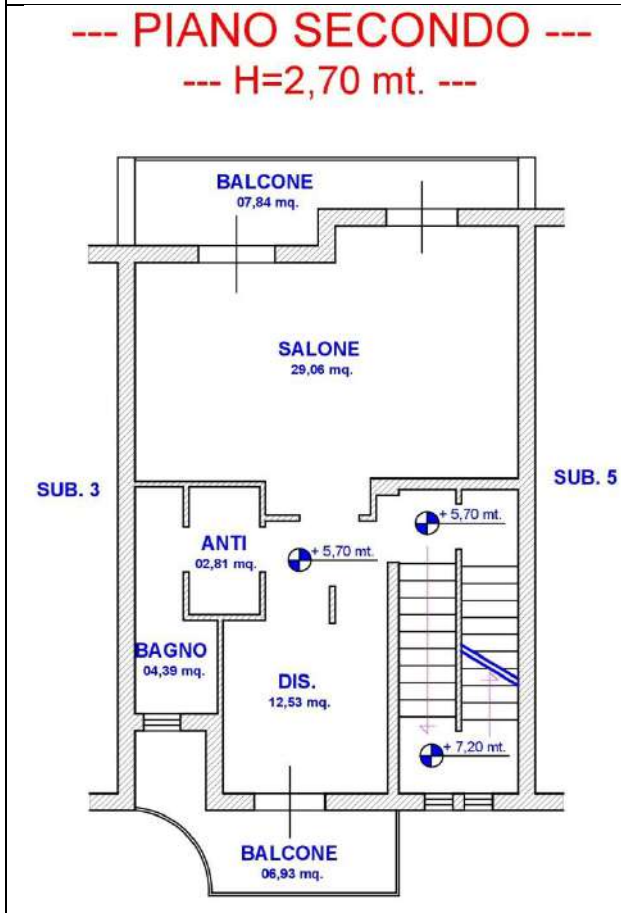 --- PIANO SECONDO ---
--- H=2,70 mt. ---
BALCONE
07,84 mq.
SALONE
29,06 mq.
SUB. 3
SUB. 5
+ 5,70 mt.
ANTI
02,81 mq.
+ 5,70 mt.
BAGNO
04,39 mq.
DIS.
12,53 mq.
+ 7,20 mt.
BALCONE
06,93 mq.